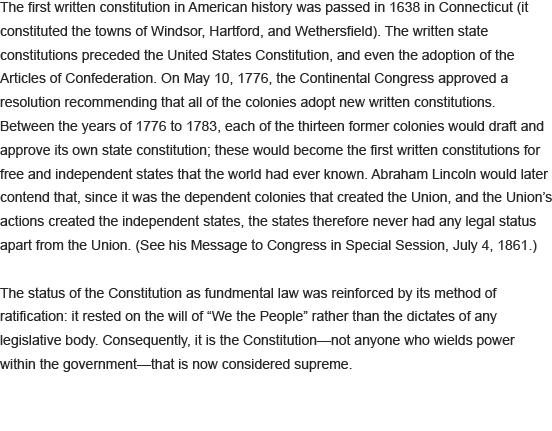 The first written constitution in American history was passed in 1638 in Connecticut (it
constituted the towns of Windsor, Hartford, and Wethersfield). The written state
constitutions preceded the United States Constitution, and even the adoption of the
Articles of Confederation. On May 10, 1776, the Continental Congress approved a
resolution recommending that all of the colonies adopt new written constitutions.
Between the years of 1776 to 1783, each of the thirteen former colonies would draft and
approve its own state constitution; these would become the first written constitutions for
free and independent states that the world had ever known. Abraham Lincoln would later
contend that, since it was the dependent colonies that created the Union, and the Union’s
actions created the independent states, the states therefore never had any legal status
apart from the Union. (See his Message to Congress in Special Session, July 4, 1861.)

The status of the Constitution as fundmental law was reinforced by its method of
ratification: it rested on the will of “We the People” rather than the dictates of any
legislative body. Consequently, it is the Constitution—not anyone who wields power
within the government—that is now considered supreme.